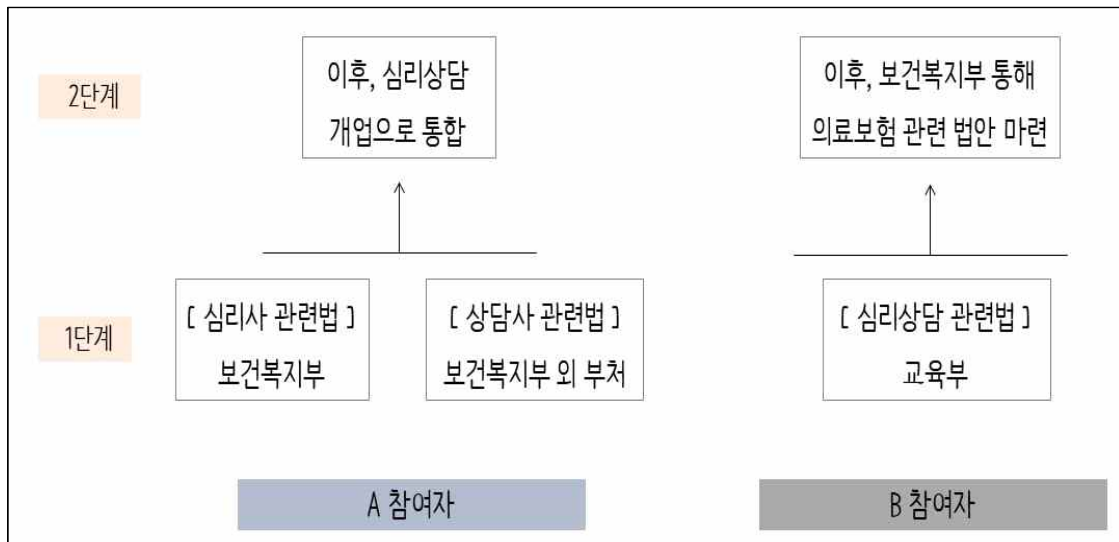 2단계
이후, 심리상담
개업으로 통합
이후, 보건복지부 통해
의료보험 관련 법안 마련
1단계
[ 심리사 관련법 ]
보건복지부
[ 상담사 관련법 ]
보건복지부 외 부처
[ 심리상담 관련법 ]
교육부
A 참여자
B 참여자